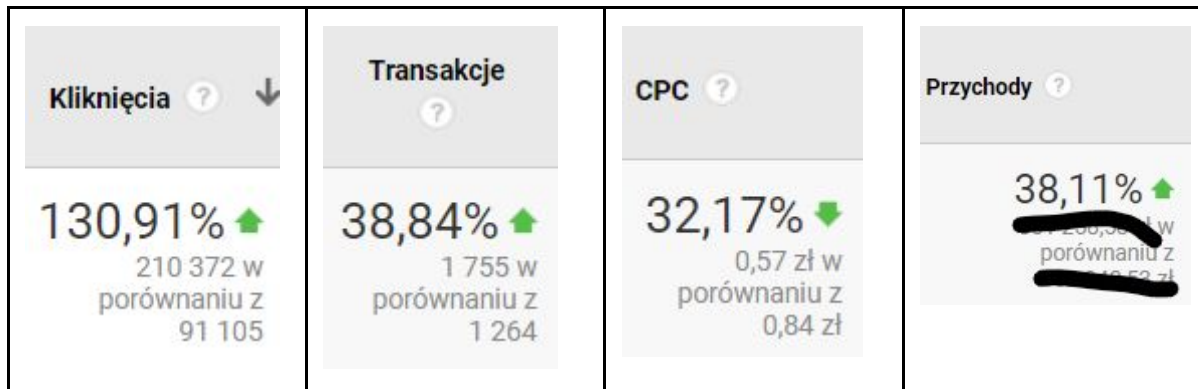 Kliknięcia ?
130,91%
210 372 w
porównaniu z
91 105
Transakcje
?
38,84%
1 755 w
porównaniu z
1 264
CPC ?
32,17%
0,57 zł w
porównaniu z
0,84 zł
Przychody ?
38,11%
w
porównaniu z
zł